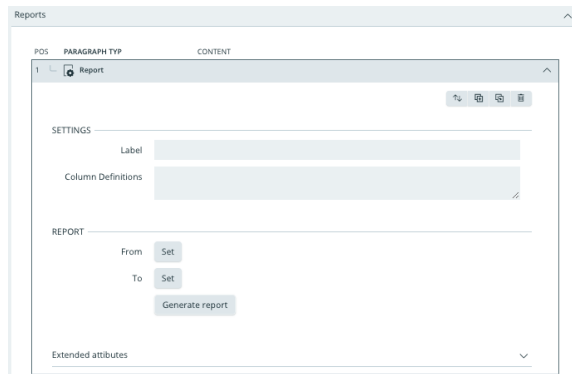 Reports
POS PARAGRAPH TYP CONTENT
1 Report
SETTINGS
Label
Column Definitions
REPORT
From Set
To Set
Generate report
Extended attibutes